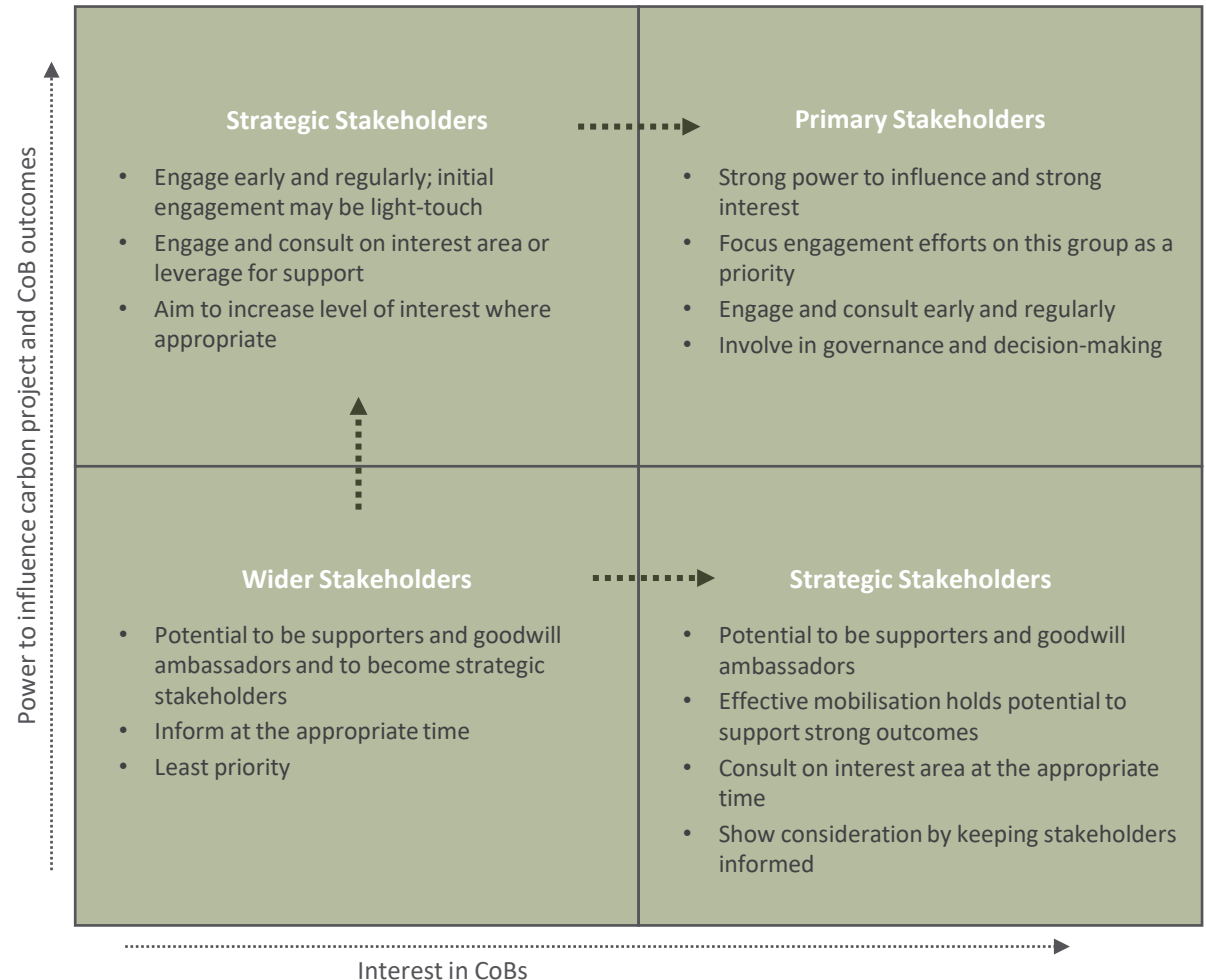 Power to influence carbon project and CoB outcomes
Strategic Stakeholders
• Engage early and regularly; initial
engagement may be light-touch
• Engage and consult on interest area or
leverage for support
• Aim to increase level of interest where
appropriate
Primary Stakeholders
• Strong power to influence and strong
interest
• Focus engagement efforts on this group as a
priority
• Engage and consult early and regularly
• Involve in governance and decision-making
Wider Stakeholders
• Potential to be supporters and goodwill
ambassadors and to become strategic
stakeholders
• Inform at the appropriate time
• Least priority
Strategic Stakeholders
• Potential to be supporters and goodwill
ambassadors
• Effective mobilisation holds potential to
support strong outcomes
• Consult on interest area at the appropriate
time
• Show consideration by keeping stakeholders
informed
Interest in CoBs